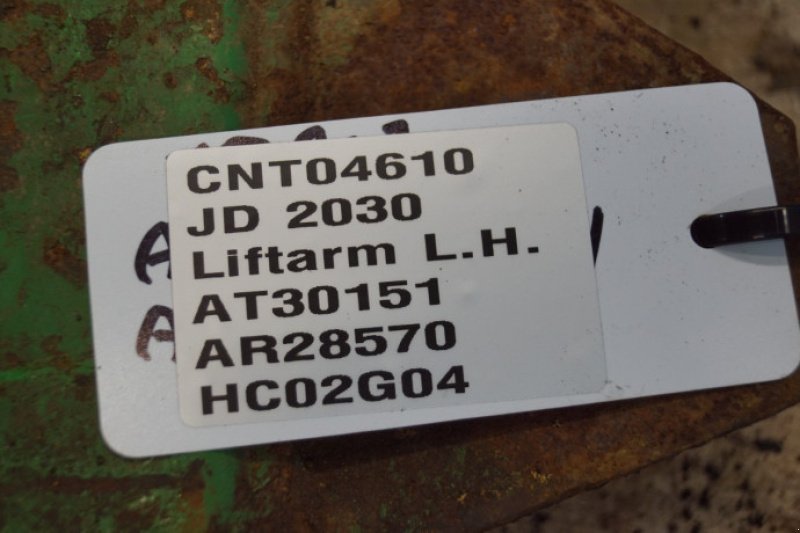 CNT04610
JD 2030
Liftarm L.H.
AT30151
AR28570
HC02G04